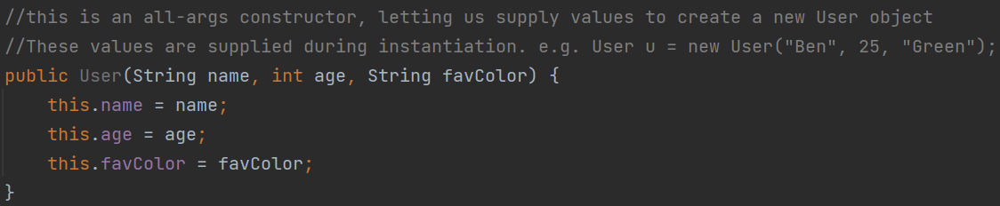 //this is an all-args constructor, letting us supply values to create a new User object
//These values are supplied during instantiation. e.g. User u = new User("Ben", 25, "Green");
public User(String name, int age, String favColor) {
    this.name = name;
    this.age = age;
    this.favColor = favColor;
}